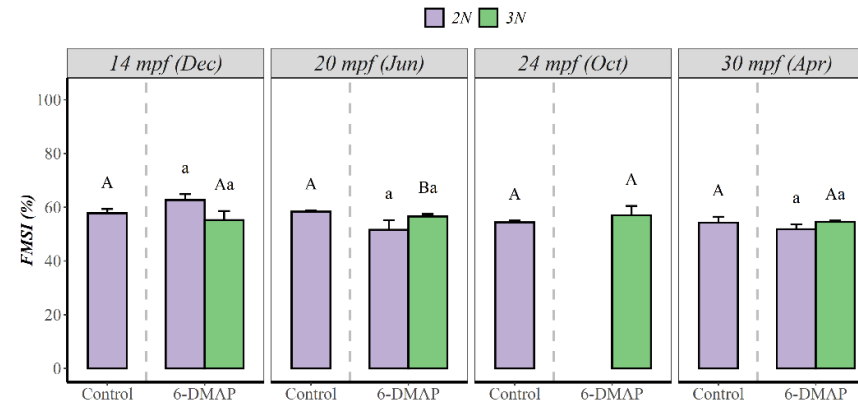 2N 3N
14 mpf (Dec) 20 mpf (Jun) 24 mpf (Oct) 30 mpf (Apr)
FMSI (%)
100
80
60
40
20
0
A a Aa A a Ba A A A a Aa
Control 6-DMAP Control 6-DMAP Control 6-DMAP Control 6-DMAP